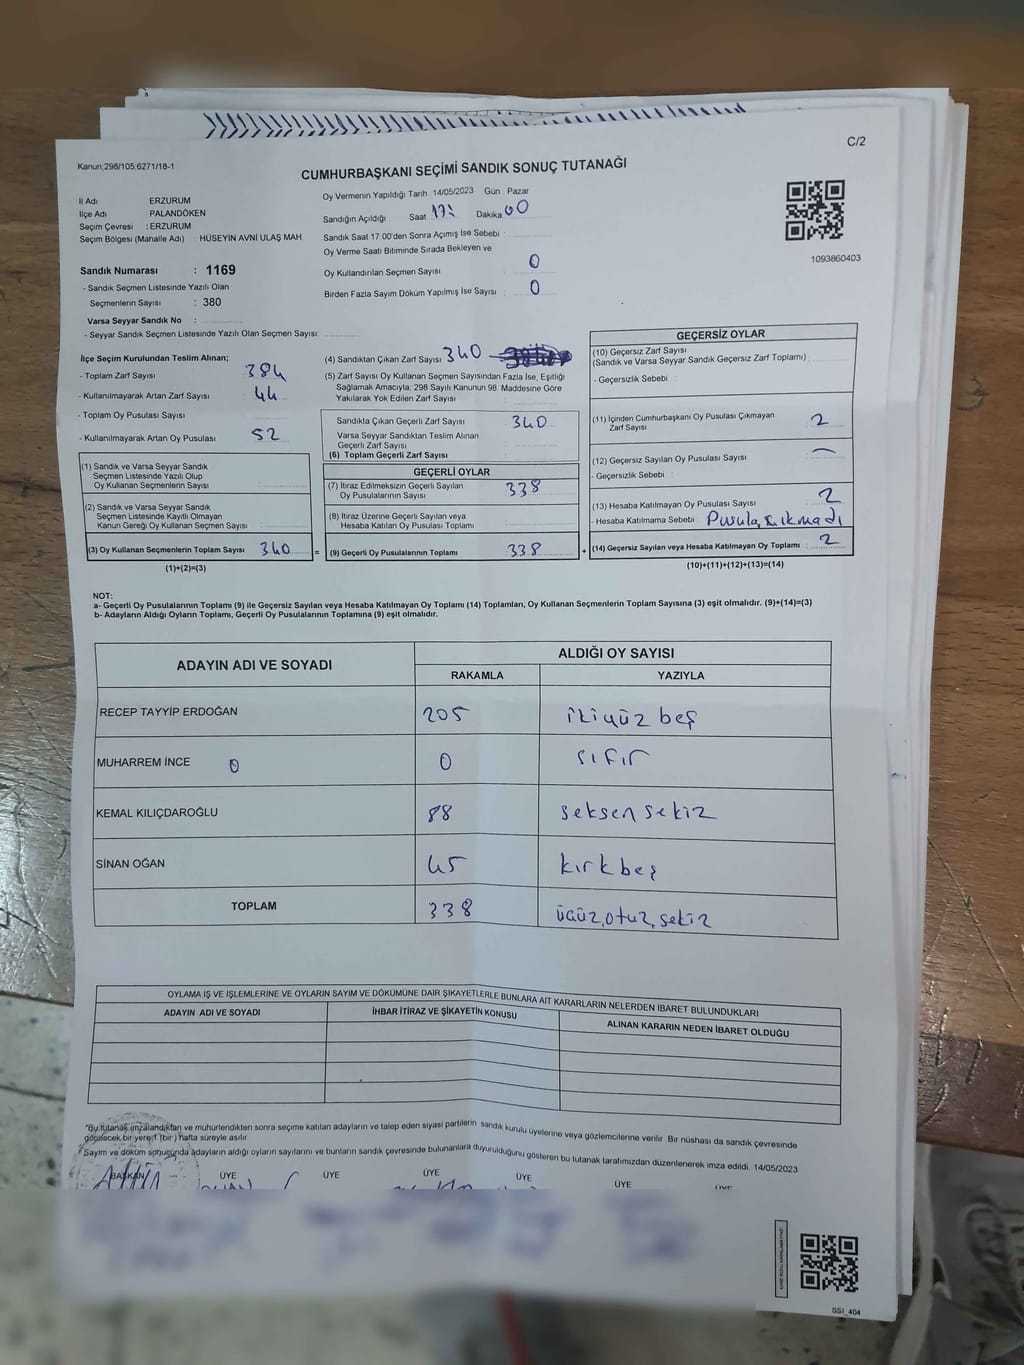 C/2
Kanun;298/105;6271/18-1
CUMHURBAŞKANI SEÇİMİ SANDIK SONUÇ TUTANAĞI
İl Adı ERZURUM
İlçe Adı PALANDÖKEN
Seçim Çevresi : ERZURUM
Seçim Bölgesi (Mahalle Adı) : HÜSEYİN AVNİ ULAŞ MAH.
Oy Vermenin Yapıldığı Tarih 14/05/2023 Gün Pazar
Sandığın Açıldığı Saat 17: Dakika 00
Sandık Saat 17.00'den Sonra Açımış İse Sebebi :
Oy Verme Saati Bitiminde Sırada Bekleyen ve
Oy Kullandırılan Seçmen Sayısı : 0
Birden Fazla Sayım Döküm Yapılmış İse Sayısı : 0
1093860403
Sandık Numarası : 1169
- Sandık Seçmen Listesinde Yazılı Olan
Seçmenlerin Sayısı : 380
Varsa Seyyar Sandık No :
- Seyyar Sandık Seçmen Listesinde Yazılı Olan Seçmen Sayısı:
İlçe Seçim Kurulundan Teslim Alınan;
- Toplam Zarf Sayısı : 384
- Kullanılmayarak Artan Zarf Sayısı : 44
- Toplam Oy Pusulası Sayısı :
- Kullanılmayarak Artan Oy Pusulası : 52
(1) Sandık ve Varsa Seyyar Sandık
Seçmen Listesinde Yazılı Olup
Oy Kullanan Seçmenlerin Sayısı :
(2) Sandık ve Varsa Seyyar Sandık
Seçmen Listesinde Kayıtlı Olmayan
Kanun Gereği Oy Kullanan Seçmen Sayısı :
(3) Oy Kullanan Seçmenlerin Toplam Sayısı : 340 =
(1)+(2)=(3)
(4) Sandıktan Çıkan Zarf Sayısı : 340
(5) Zarf Sayısı Oy Kullanan Seçmen Sayısından Fazla İse, Eşitliği
Sağlamak Amacıyla; 298 Sayılı Kanunun 98. Maddesine Göre
Yakılarak Yok Edilen Zarf Sayısı :
Sandıkta Çıkan Geçerli Zarf Sayısı : 340
Varsa Seyyar Sandıktan Teslim Alınan
Geçerli Zarf Sayısı :
(6) Toplam Geçerli Zarf Sayısı :
GEÇERLİ OYLAR
(7) İtiraz Edilmeksizin Geçerli Sayılan
Oy Pusulalarının Sayısı : 338
(8) İtiraz Üzerine Geçerli Sayılan veya
Hesaba Katılan Oy Pusulası Toplamı :
(9) Geçerli Oy Pusulalarının Toplamı : 338 +
GEÇERSİZ OYLAR
(10) Geçersiz Zarf Sayısı
(Sandık ve Varsa Seyyar Sandık Geçersiz Zarf Toplamı) :
- Geçersizlik Sebebi :
(11) İçinden Cumhurbaşkanı Oy Pusulası Çıkmayan
Zarf Sayısı : 2
(12) Geçersiz Sayılan Oy Pusulası Sayısı : –
- Geçersizlik Sebebi :
(13) Hesaba Katılmayan Oy Pusulası Sayısı : 2
- Hesaba Katılmama Sebebi : Pusula çıkmadı
(14) Geçersiz Sayılan veya Hesaba Katılmayan Oy Toplamı : 2
(10)+(11)+(12)+(13)=(14)
NOT:
a- Geçerli Oy Pusulalarının Toplamı (9) ile Geçersiz Sayılan veya Hesaba Katılmayan Oy Toplamı (14) Toplamları, Oy Kullanan Seçmenlerin Toplam Sayısına (3) eşit olmalıdır. (9)+(14)=(3)
b- Adayların Aldığı Oyların Toplamı, Geçerli Oy Pusulalarının Toplamına (9) eşit olmalıdır.
ADAYIN ADI VE SOYADI ALDIĞI OY SAYISI
RAKAMLA YAZIYLA
RECEP TAYYİP ERDOĞAN 205 ikiyüz beş
MUHARREM İNCE 0 0 sıfır
KEMAL KILIÇDAROĞLU 88 seksen sekiz
SİNAN OĞAN 45 kırkbeş
TOPLAM 338 üçüz,otuz,sekiz
OYLAMA İŞ VE İŞLEMLERİNE VE OYLARIN SAYIM VE DÖKÜMÜNE DAİR ŞİKAYETLERLE BUNLARA AİT KARARLARIN NELERDEN İBARET BULUNDUKLARI
ADAYIN ADI VE SOYADI İHBAR İTİRAZ VE ŞİKAYETİN KONUSU ALINAN KARARIN NEDEN İBARET OLDUĞU
"Bu tutanak imzalandıktan ve mühürlendikten sonra seçime katılan adayların ve talep eden siyasi partilerin sandık kurulu üyelerine veya gözlemcilerine verilir. Bir nüshası da sandık çevresinde
görülecek bir yere 1 (bir) hafta süreyle asılır.
Sayım ve döküm sonucunda adayların aldığı oyların sayılarını ve bunların sandık çevresinde bulunanlara duyurulduğunu gösteren bu tutanak tarafımızdan düzenlenerek imza edildi. 14/05/2023
BAŞKAN ÜYE ÜYE ÜYE ÜYE ÜYE ÜYE
SSI_404